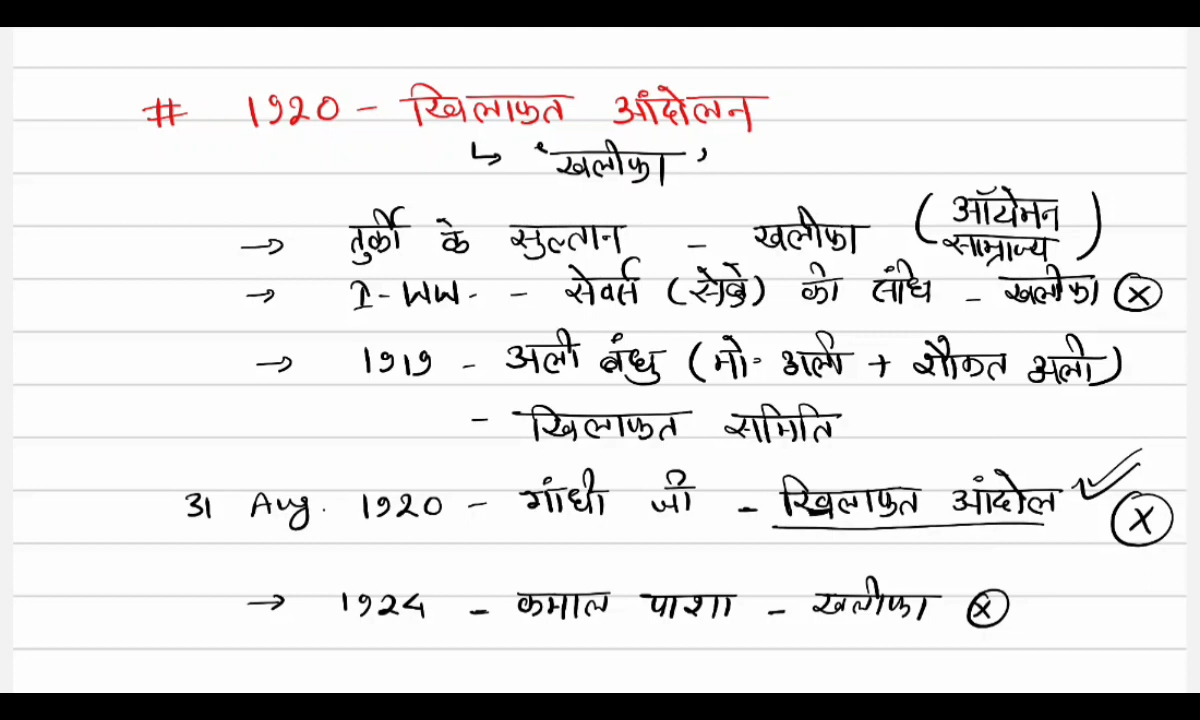 # 1920 - खिलाफत आंदोलन
↳ 'खलीफा'
→ तुर्की के सुल्तान - खलीफा (ऑटोमन साम्राज्य)
→ I-WW. - सेवर्स (सेब्रे) की संधि - खलीफा ⓧ
→ 1919 - अली बंधु (मो. अली + शौकत अली)
- खिलाफत समिति
31 Aug. 1920 - गांधी जी - खिलाफत आंदोल ✓ ⓧ
→ 1924 - कमाल पाशा - खलीफा ⓧ